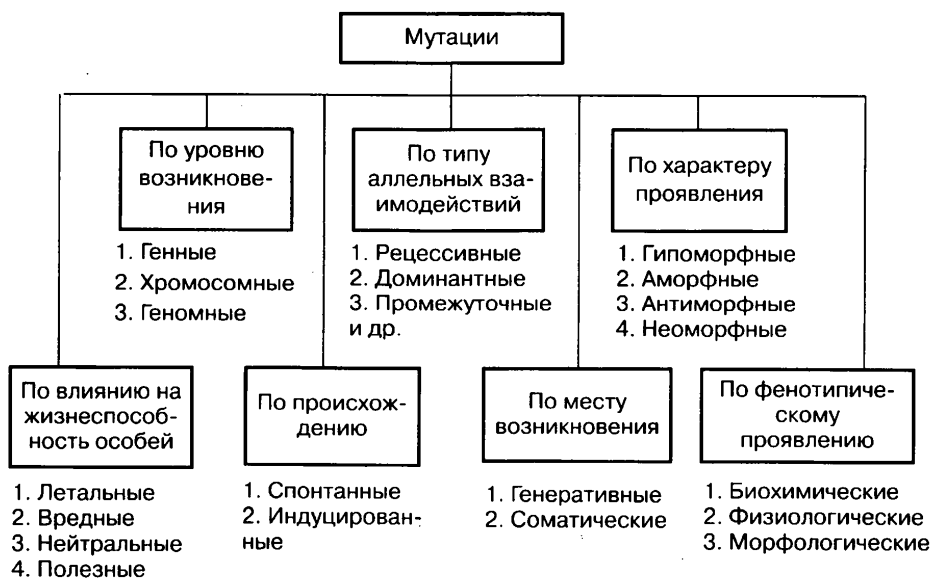 Мутации
По уровню
возникнове-
ния
1. Генные
2. Хромосомные
3. Геномные
По типу
аллельных вза-
имодействий
1. Рецессивные
2. Доминантные
3. Промежуточные
и др.
По характеру
проявления
1. Гипоморфные
2. Аморфные
3. Антиморфные
4. Неоморфные
По влиянию на
жизнеспособ-
ность особей
1. Летальные
2. Вредные
3. Нейтральные
4. Полезные
По происхож-
дению
1. Спонтанные
2. Индуцирован-
ные
По месту
возникновения
1. Генеративные
2. Соматические
По фенотипиче-
скому
проявлению
1. Биохимические
2. Физиологические
3. Морфологические